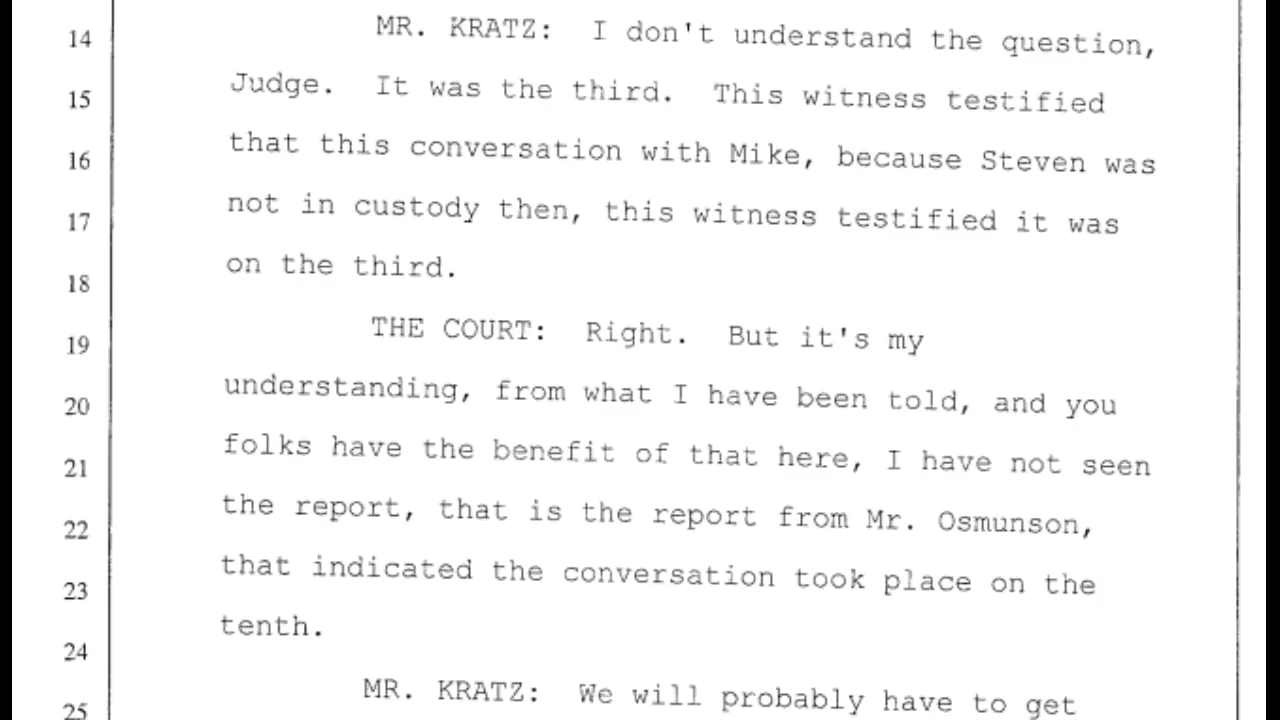 14 MR. KRATZ: I don't understand the question,
15 Judge. It was the third. This witness testified
16 that this conversation with Mike, because Steven was
17 not in custody then, this witness testified it was
18 on the third.
19 THE COURT: Right. But it's my
20 understanding, from what I have been told, and you
21 folks have the benefit of that here, I have not seen
22 the report, that is the report from Mr. Osmunson,
23 that indicated the conversation took place on the
24 tenth.
25 MR. KRATZ: We will probably have to get